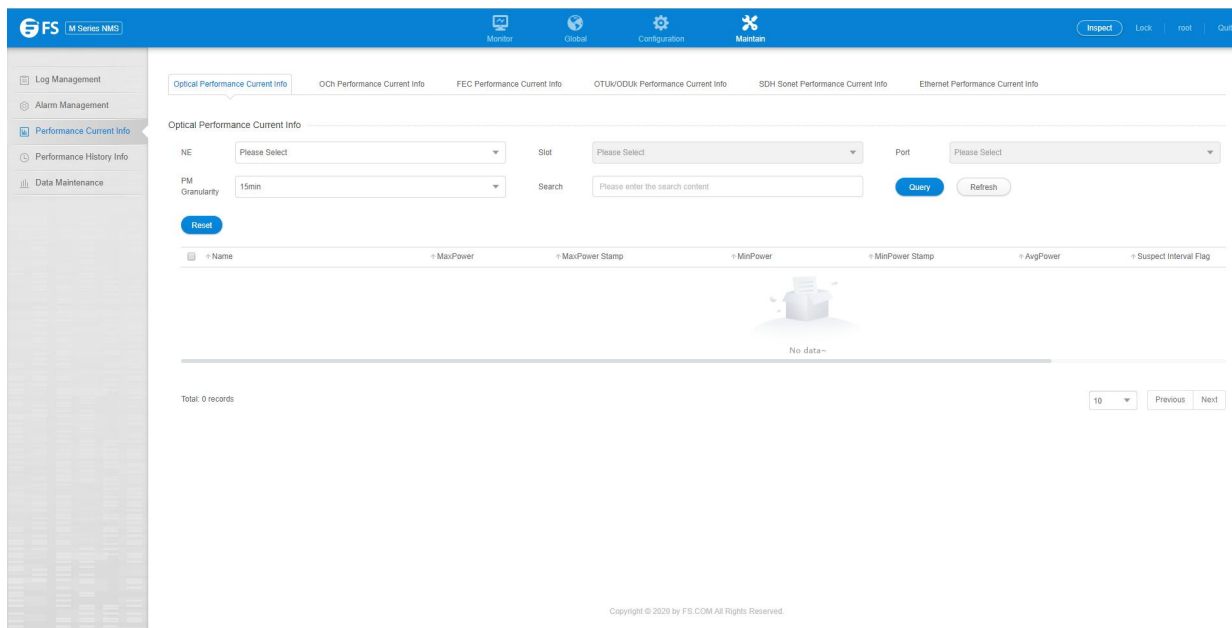 FS M Series NMS
Monitor Global Configuration Maintain
Inspect Lock root Quit
Log Management
Alarm Management
Performance Current Info
Performance History Info
Data Maintenance
Optical Performance Current Info OCh Performance Current Info FEC Performance Current Info OTUk/ODUk Performance Current Info SDH Sonet Performance Current Info Ethernet Performance Current Info
Optical Performance Current Info
NE Please Select Slot Please Select Port Please Select
PM Granularity 15min Search Please enter the search content Query Refresh
Reset
Name MaxPower MaxPower Stamp MinPower MinPower Stamp AvgPower Suspect Interval Flag
No data~
Total: 0 records 10 Previous Next
Copyright © 2020 by FS.COM All Rights Reserved.